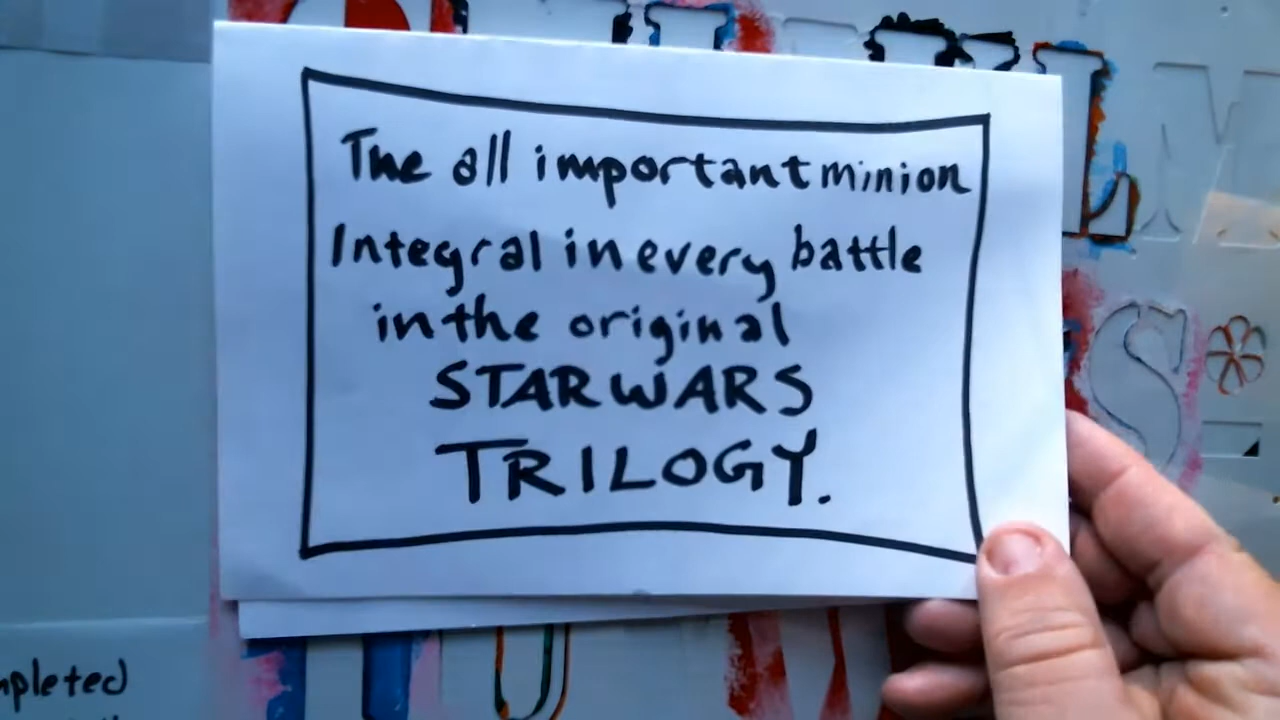 The all important minion
Integral in every battle
in the original
STAR WARS
TRILOGY.
mpleted